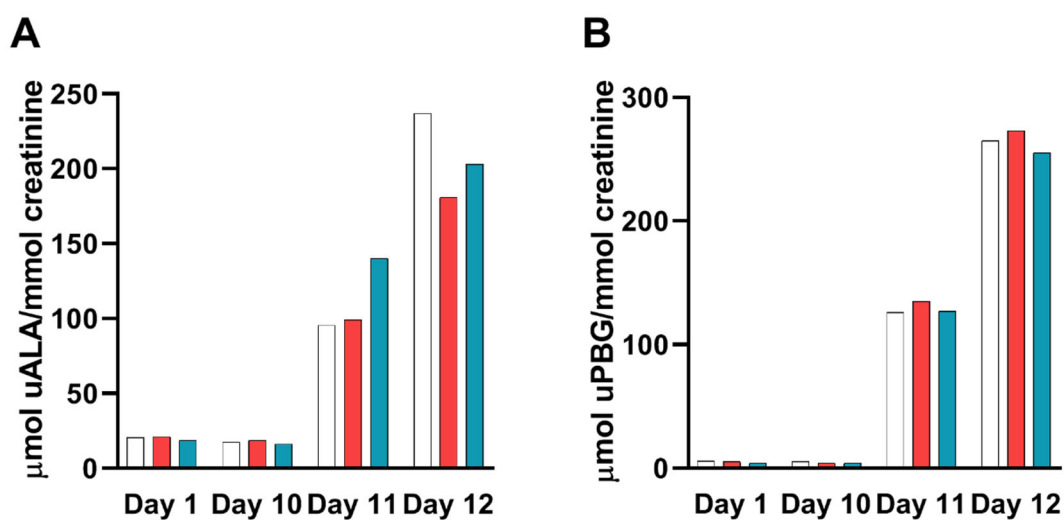 A
μmol uALA/mmol creatinine
250
200
150
100
50
0
Day 1 Day 10 Day 11 Day 12
B
μmol uPBG/mmol creatinine
300
200
100
0
Day 1 Day 10 Day 11 Day 12